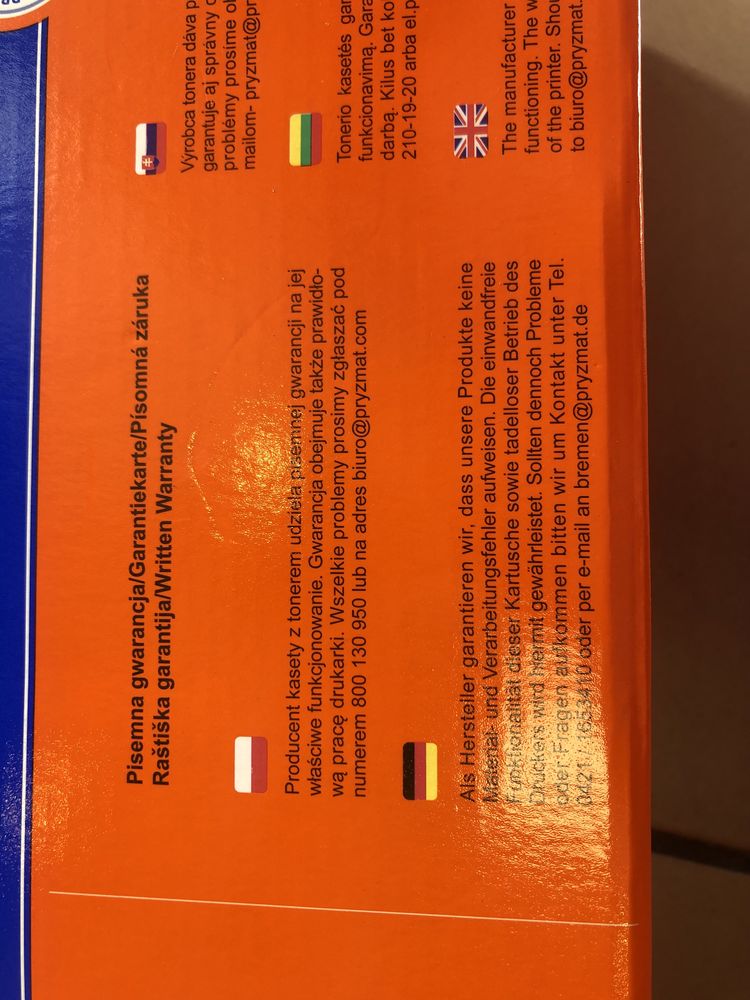 Pisemna gwarancja/Garantiekarte/Písomná záruka
Raštiška garantija/Written Warranty
Producent kasety z tonerem udziela pisemnej gwarancji na jej
właściwe funkcjonowanie. Gwarancja obejmuje także prawidło-
wą pracę drukarki. Wszelkie problemy prosimy zgłaszać pod
numerem 800 130 950 lub na adres biuro@pryzmat.com
Als Hersteller garantieren wir, dass unsere Produkte keine
Material- und Verarbeitungsfehler aufweisen. Die einwandfreie
Funktionalität dieser Kartusche sowie tadelloser Betrieb des
Druckers wird hiermit gewährleistet. Sollten dennoch Probleme
oder Fragen aufkommen bitten wir um Kontakt unter Tel.
0421 / 653410 oder per e-mail an bremen@pryzmat.de
Výrobca tonera dáva
garantuje aj správny
problémy prosime
mailom- pryzmat@
Tonerio kasetės
funkcionavimą.
darbą. Kilus bet
210-19-20 arba el.
The manufacturer
functioning. The
of the printer.
to biuro@pryzmat.